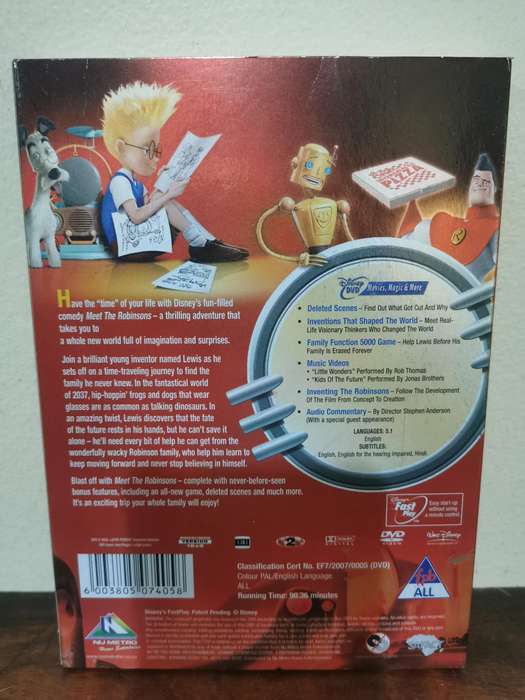 PIZZA
Disney DVD Movies, Magic & More
Have the "time" of your life with Disney's fun-filled
comedy Meet The Robinsons – a thrilling adventure that
takes you to
a whole new world full of imagination and surprises.
Join a brilliant young inventor named Lewis as he
sets off on a time-traveling journey to find the
family he never knew. In the fantastical world
of 2037, hip-hoppin' frogs and dogs that wear
glasses are as common as talking dinosaurs. In
an amazing twist, Lewis discovers that the fate
of the future rests in his hands, but he can't save it
alone – he'll need every bit of help he can get from the
wonderfully wacky Robinson family, who help him learn to
keep moving forward and never stop believing in himself.
Blast off with Meet The Robinsons – complete with never-before-seen
bonus features, including an all-new game, deleted scenes and much more.
It's an exciting trip your whole family will enjoy!
• Deleted Scenes – Find Out What Got Cut And Why
• Inventions That Shaped The World – Meet Real-
Life Visionary Thinkers Who Changed The World
• Family Function 5000 Game – Help Lewis Before His
Family Is Erased Forever
• Music Videos
• "Little Wonders" Performed By Rob Thomas
• "Kids Of The Future" Performed By Jonas Brothers
• Inventing The Robinsons – Follow The Development
Of The Film From Concept To Creation
• Audio Commentary – By Director Stephen Anderson
(With a special guest appearance)
LANGUAGES: 5.1
English
SUBTITLES:
English, English for the hearing impaired, Hindi.
Disney's Fast Play
Easy start-up
without using
a remote control.
VERSION
2
DVD
VIDEO
WALT DISNEY
6003805074058
Classification Cert No. EF7/2007/0005 (DVD)
Colour PAL/English Language.
ALL
Running Time: 90.36 minutes
ALL
Disney's FastPlay Patent Pending. © Disney
NU METRO
Home Entertainment